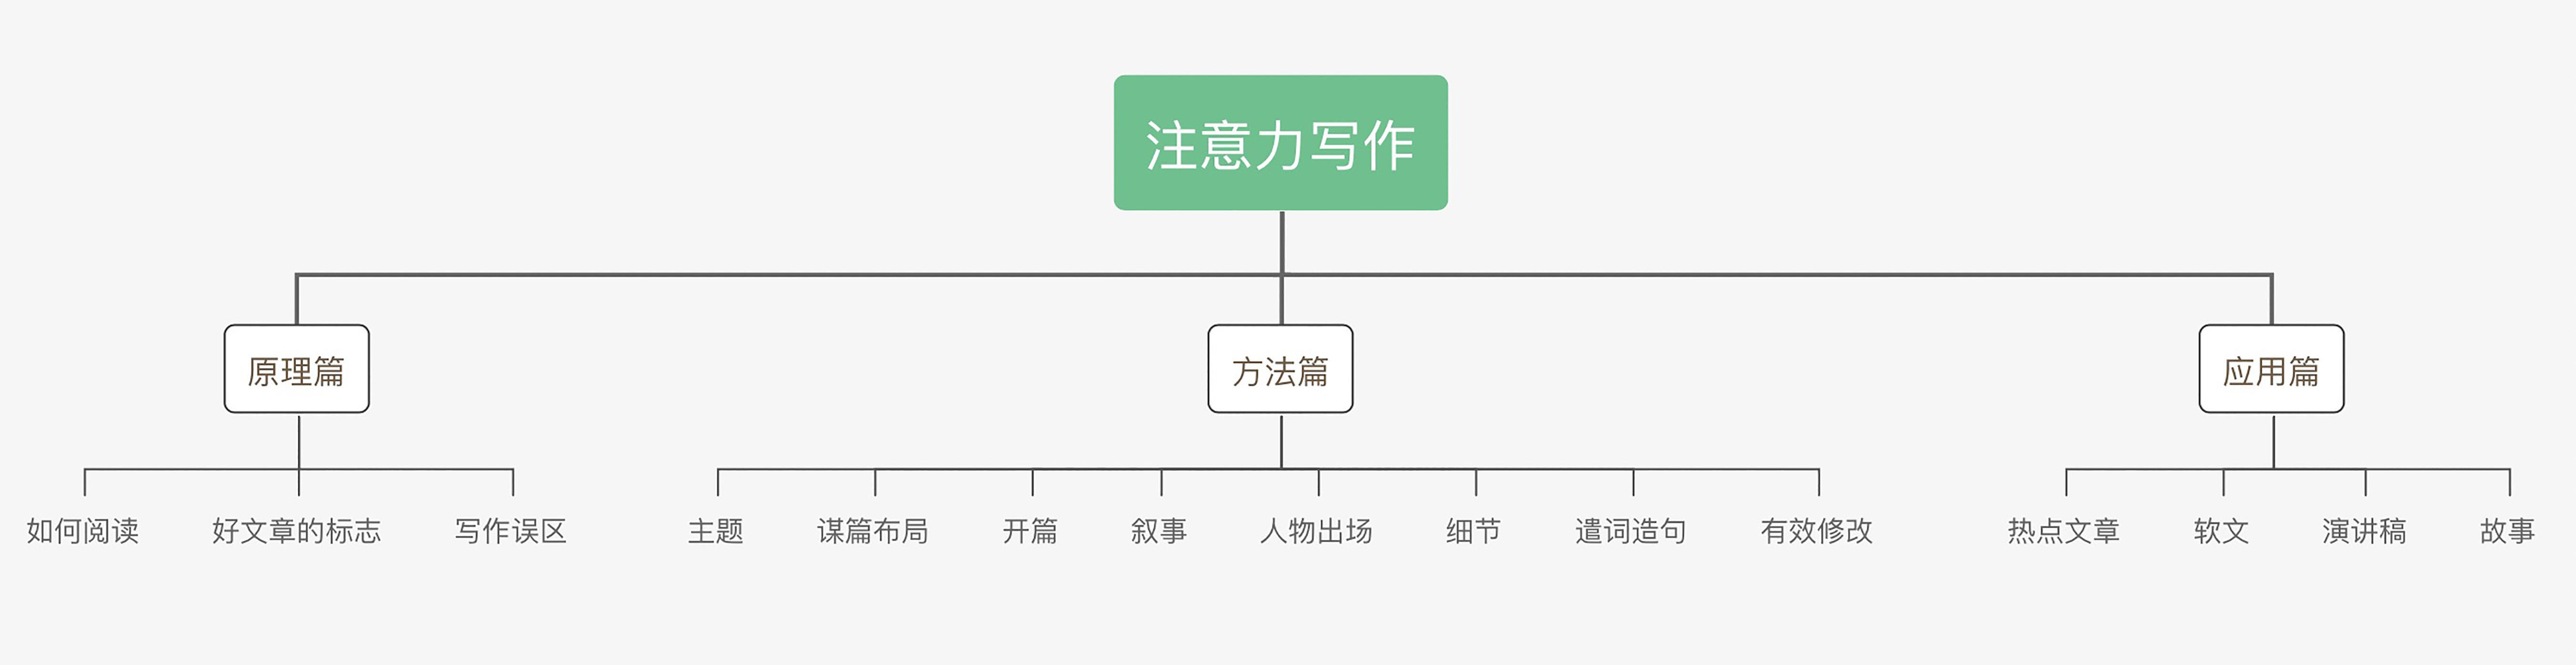 注意力写作
原理篇
方法篇
应用篇
如何阅读
好文章的标志
写作误区
主题
谋篇布局
开篇
叙事
人物出场
细节
遣词造句
有效修改
热点文章
软文
演讲稿
故事